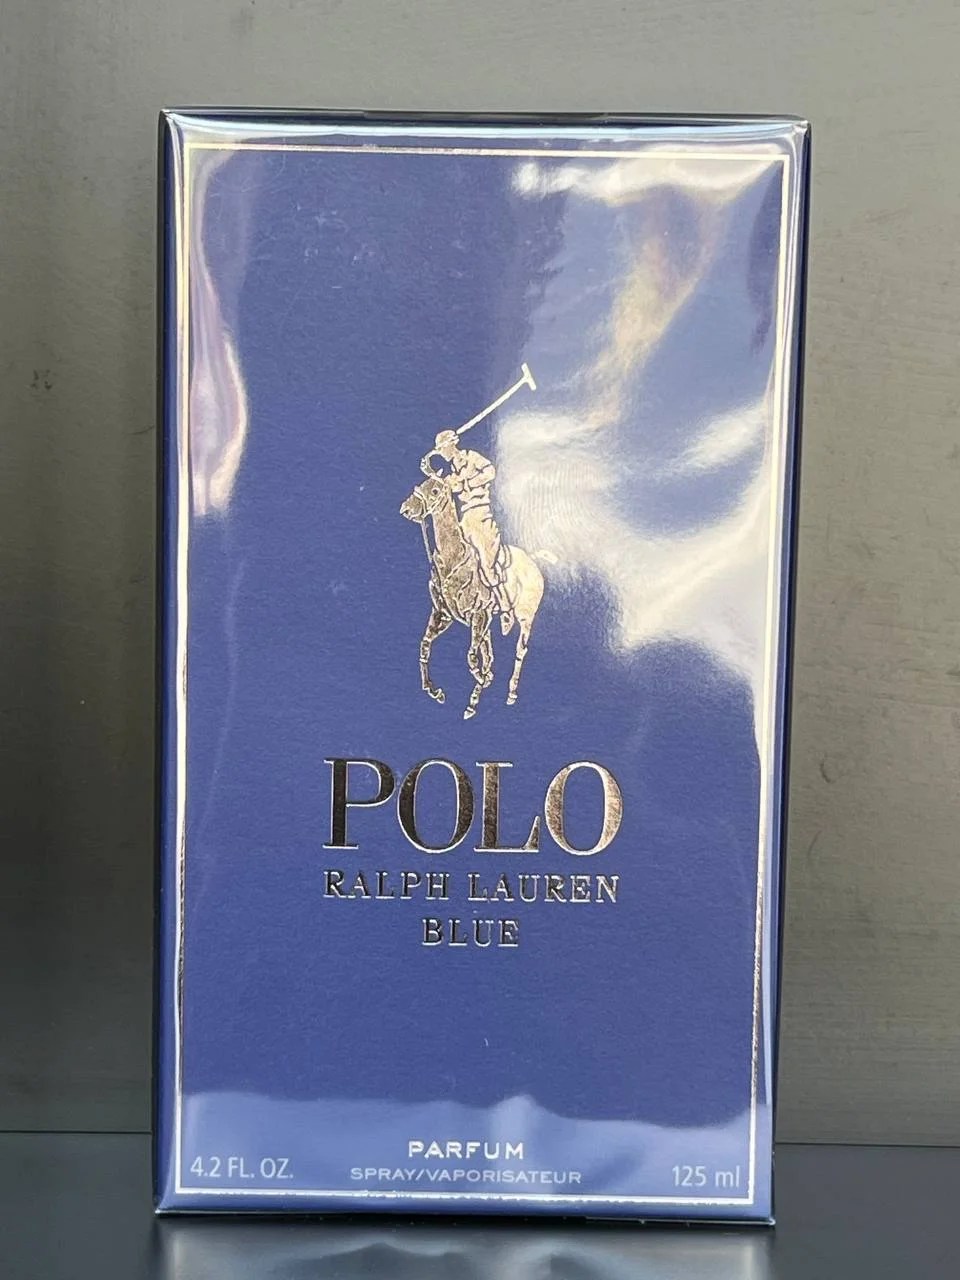 POLO
RALPH LAUREN
BLUE
PARFUM
SPRAY/VAPORISATEUR
4.2 FL. OZ.
125 ml